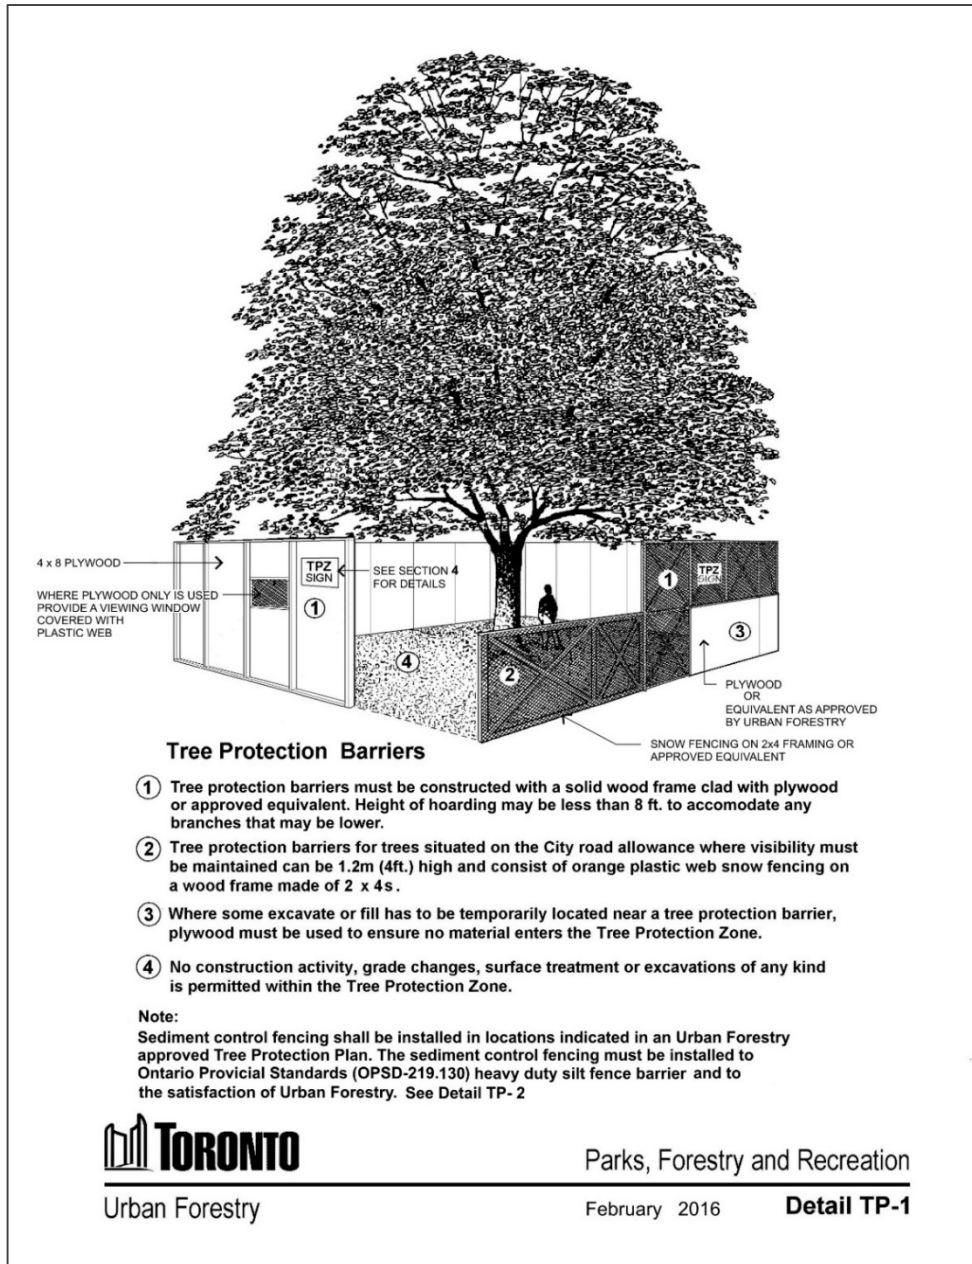 4 x 8 PLYWOOD
WHERE PLYWOOD ONLY IS USED
PROVIDE A VIEWING WINDOW
COVERED WITH
PLASTIC WEB
TPZ
SIGN
SEE SECTION 4
FOR DETAILS
1
4
2
1
TPZ
SIGN
3
PLYWOOD
OR
EQUIVALENT AS APPROVED
BY URBAN FORESTRY
SNOW FENCING ON 2x4 FRAMING OR
APPROVED EQUIVALENT
Tree Protection Barriers
1 Tree protection barriers must be constructed with a solid wood frame clad with plywood
or approved equivalent. Height of hoarding may be less than 8 ft. to accomodate any
branches that may be lower.
2 Tree protection barriers for trees situated on the City road allowance where visibility must
be maintained can be 1.2m (4ft.) high and consist of orange plastic web snow fencing on
a wood frame made of 2 x 4s.
3 Where some excavate or fill has to be temporarily located near a tree protection barrier,
plywood must be used to ensure no material enters the Tree Protection Zone.
4 No construction activity, grade changes, surface treatment or excavations of any kind
is permitted within the Tree Protection Zone.
Note:
Sediment control fencing shall be installed in locations indicated in an Urban Forestry
approved Tree Protection Plan. The sediment control fencing must be installed to
Ontario Provicial Standards (OPSD-219.130) heavy duty silt fence barrier and to
the satisfaction of Urban Forestry. See Detail TP- 2
TORONTO
Parks, Forestry and Recreation
Urban Forestry
February 2016
Detail TP-1